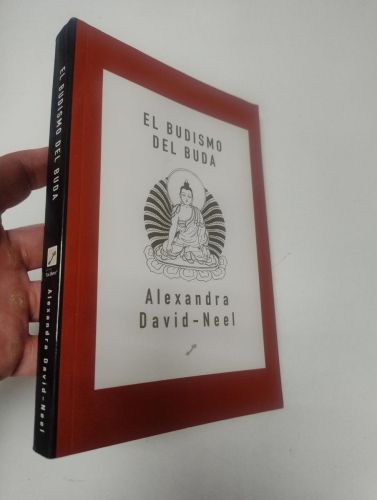 EL BUDISMO
DEL BUDA
Alexandra
David-Neel
EL BUDISMO DEL BUDA
Alexandra David-Neel